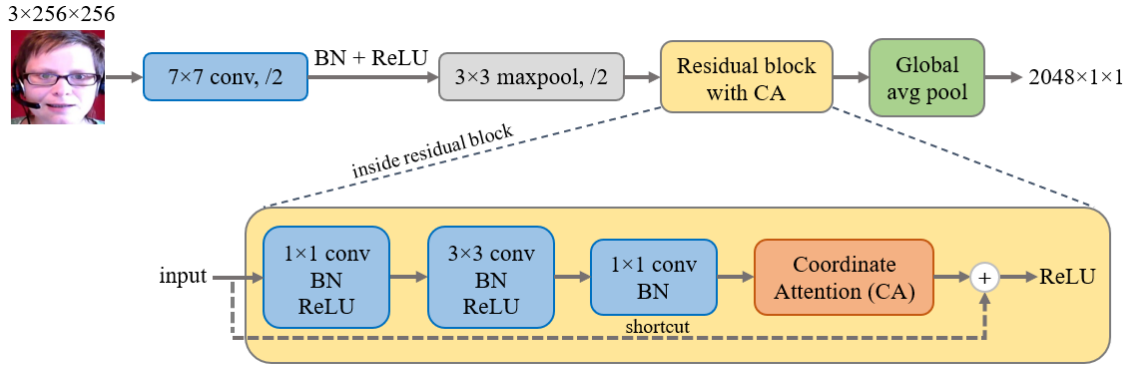 3×256×256
7×7 conv, /2
BN + ReLU
3×3 maxpool, /2
Residual block
with CA
Global
avg pool
2048×1×1
inside residual block
input
1×1 conv
BN
ReLU
3×3 conv
BN
ReLU
1×1 conv
BN
Coordinate
Attention (CA)
+
ReLU
shortcut